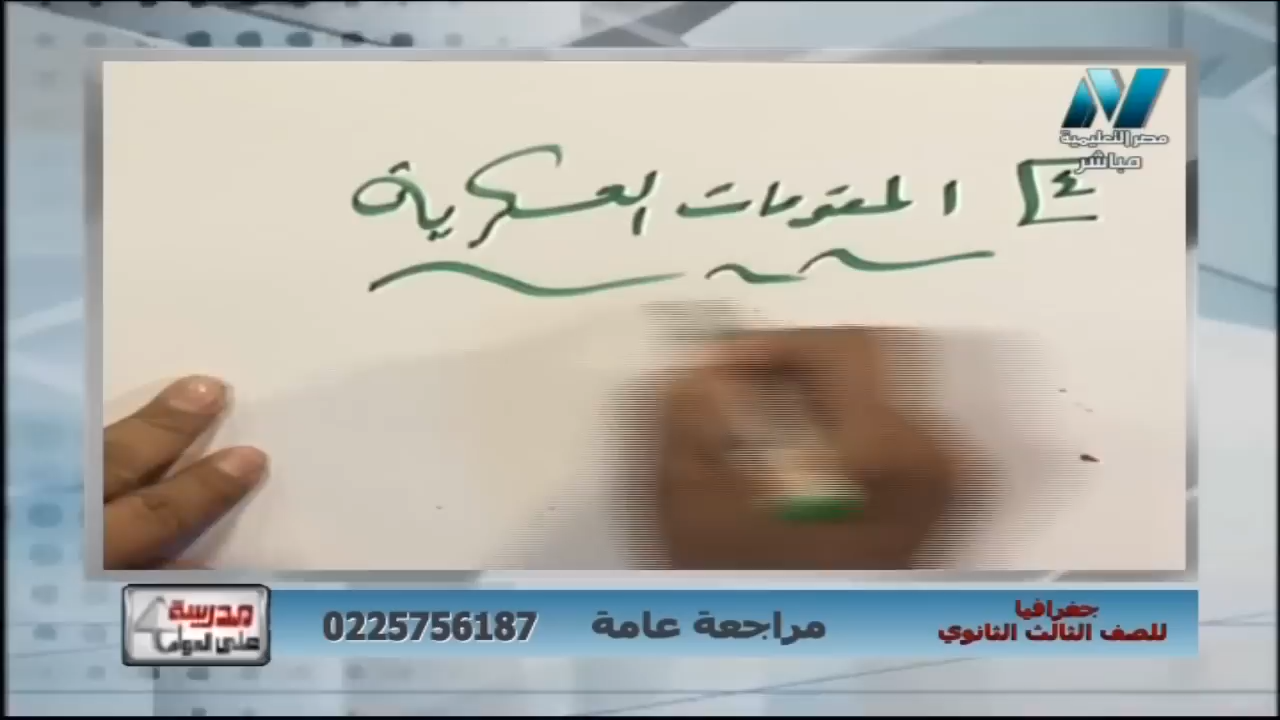 مصر التعليمية
مباشر
٤ المقومات العسكرية
جغرافيا
للصف الثالث الثانوي
مراجعة عامة
0225756187
مدرسة
على الهواء